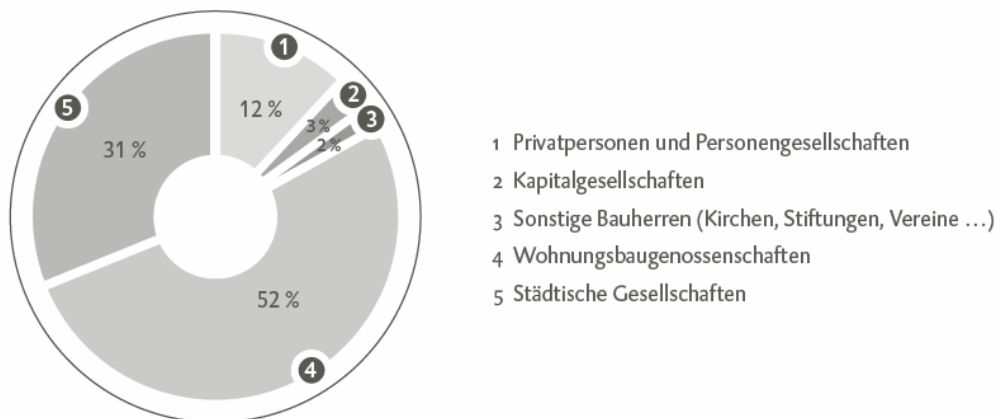 1
2
3
5
12 %
3 %
2 %
31 %
52 %
4
1 Privatpersonen und Personengesellschaften
2 Kapitalgesellschaften
3 Sonstige Bauherren (Kirchen, Stiftungen, Vereine …)
4 Wohnungsbaugenossenschaften
5 Städtische Gesellschaften